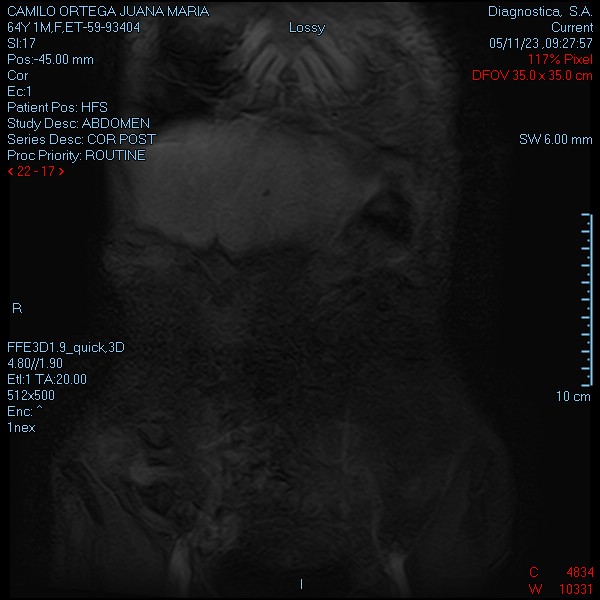 CAMILO ORTEGA JUANA MARIA
64Y 1M,F,ET-59-93404
Sl:17
Pos:-45.00 mm
Cor
Ec:1
Patient Pos: HFS
Study Desc: ABDOMEN
Series Desc: COR POST
Proc Priority: ROUTINE
< 22 - 17 >
Lossy
Diagnostica, S.A.
Current
05/11/23 ,09:27:57
117% Pixel
DFOV 35.0 x 35.0 cm
SW 6.00 mm
R
FFE3D1.9_quick,3D
4.80//1.90
Etl:1 TA:20.00
512x500
Enc: ^
1nex
10 cm
I
C 4834
W 10331